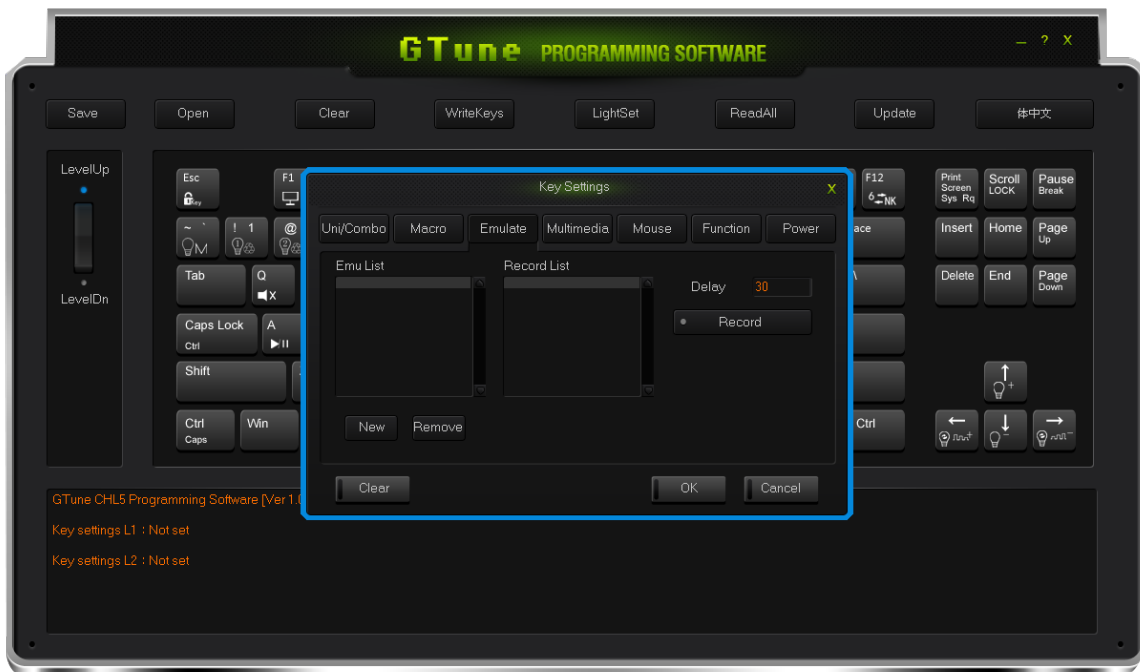 GTune PROGRAMMING SOFTWARE
— ? X
Save Open Clear WriteKeys LightSet ReadAll Update 体中文
LevelUp
LevelDn
Esc F1 F12 Print Screen Sys Rq Scroll LOCK Pause Break
6 NK
~ ` ! 1 @ ace Insert Home Page Up
M 1 2
Tab Q \ Delete End Page Down
X
Caps Lock A
Ctrl
Shift
Ctrl Win Ctrl
Caps
Key Settings X
Uni/Combo Macro Emulate Multimedia Mouse Function Power
Emu List Record List
Delay 30
Record
New Remove
Clear OK Cancel
GTune CHL5 Programming Software [Ver 1.
Key settings L1 : Not set
Key settings L2 : Not set